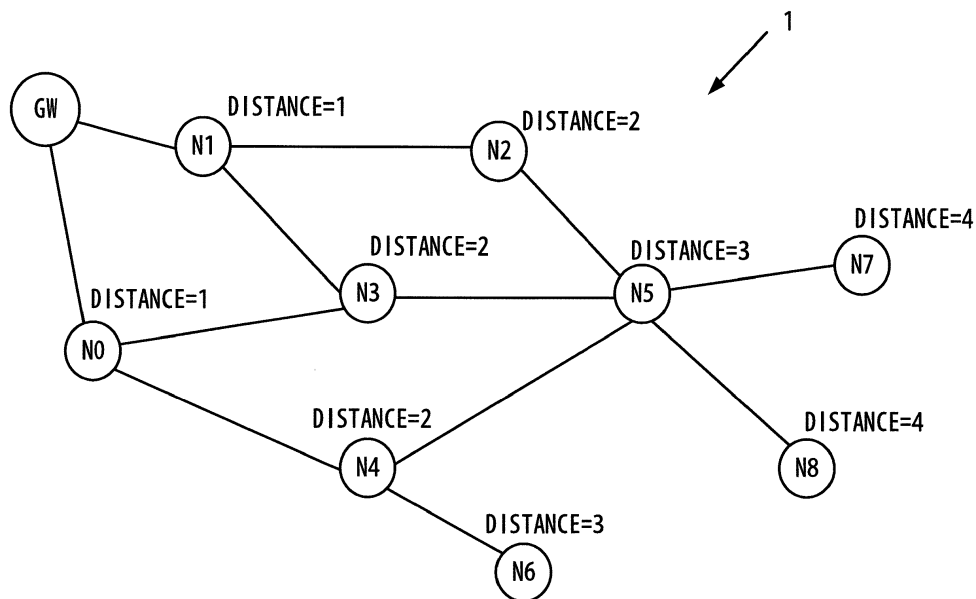 1
GW
DISTANCE=1
N1
DISTANCE=2
N2
DISTANCE=4
N7
DISTANCE=2
DISTANCE=3
N3
N5
DISTANCE=1
N0
DISTANCE=2
DISTANCE=4
N4
N8
DISTANCE=3
N6